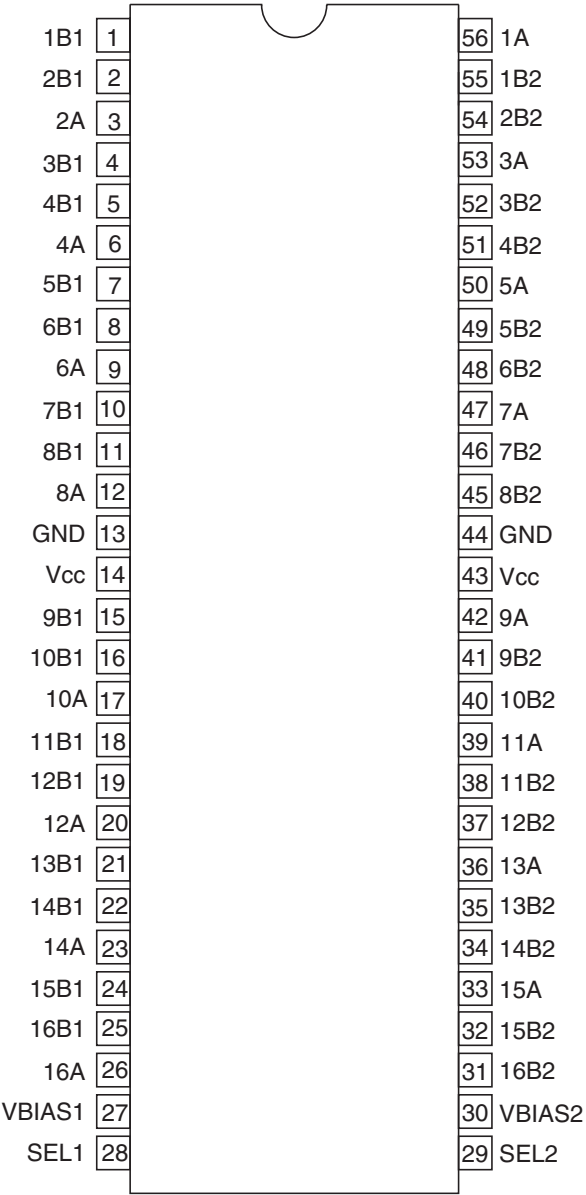 1B1 1 56 1A
2B1 2 55 1B2
2A 3 54 2B2
3B1 4 53 3A
4B1 5 52 3B2
4A 6 51 4B2
5B1 7 50 5A
6B1 8 49 5B2
6A 9 48 6B2
7B1 10 47 7A
8B1 11 46 7B2
8A 12 45 8B2
GND 13 44 GND
Vcc 14 43 Vcc
9B1 15 42 9A
10B1 16 41 9B2
10A 17 40 10B2
11B1 18 39 11A
12B1 19 38 11B2
12A 20 37 12B2
13B1 21 36 13A
14B1 22 35 13B2
14A 23 34 14B2
15B1 24 33 15A
16B1 25 32 15B2
16A 26 31 16B2
VBIAS1 27 30 VBIAS2
SEL1 28 29 SEL2